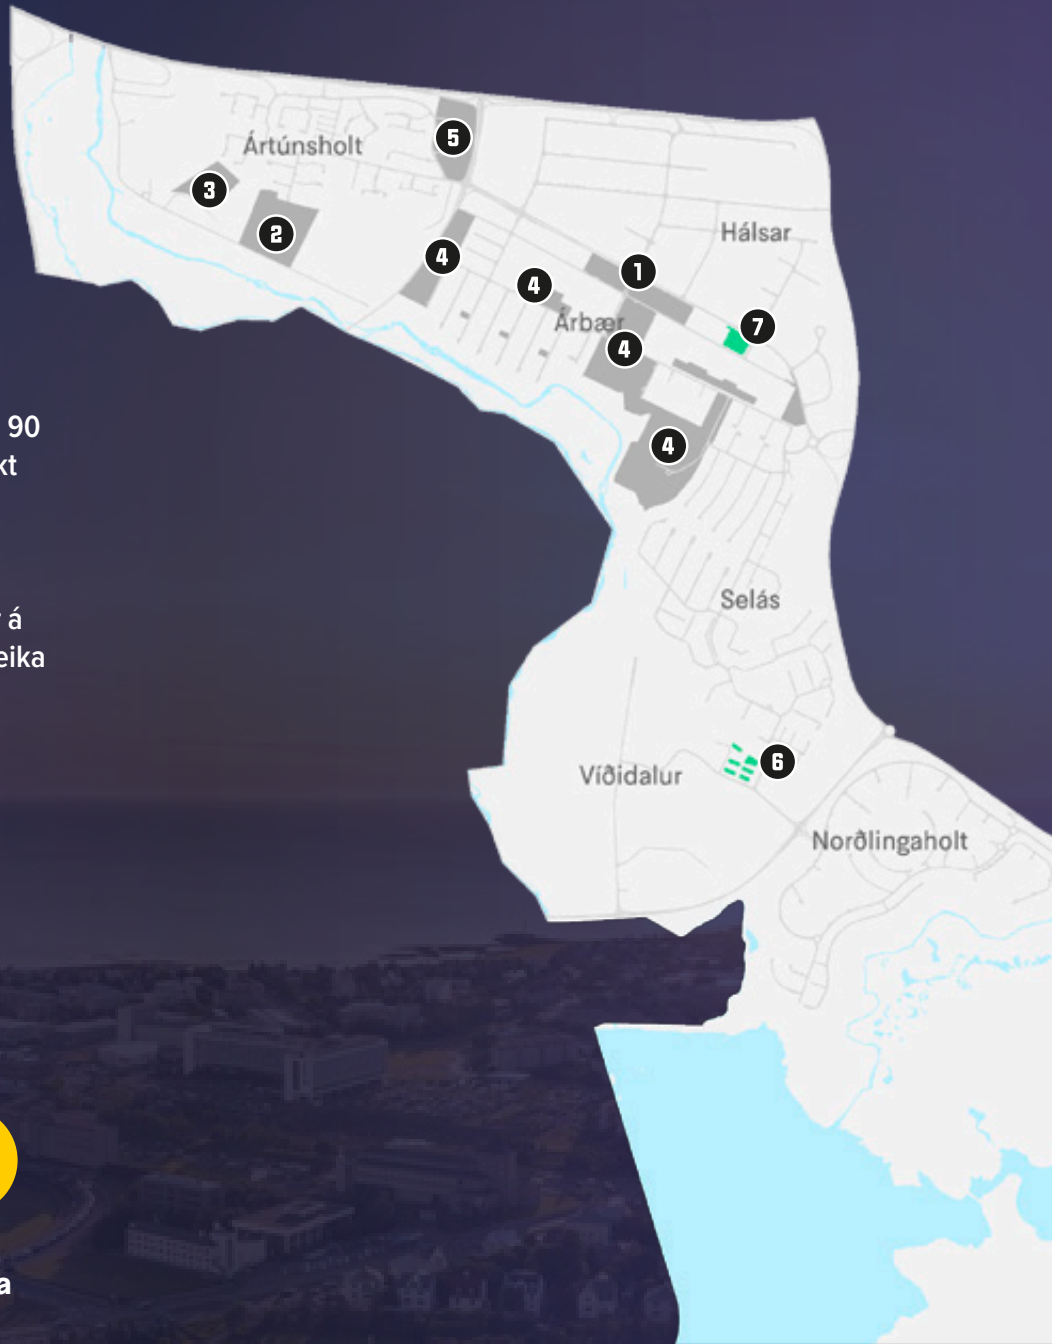 Ártúnsholt
5
3
2
Hálsar
4
1
4
Árbær
7
4
90
kt
4
Selás
á
eika
Víðidalur
6
Norðlingaholt
a